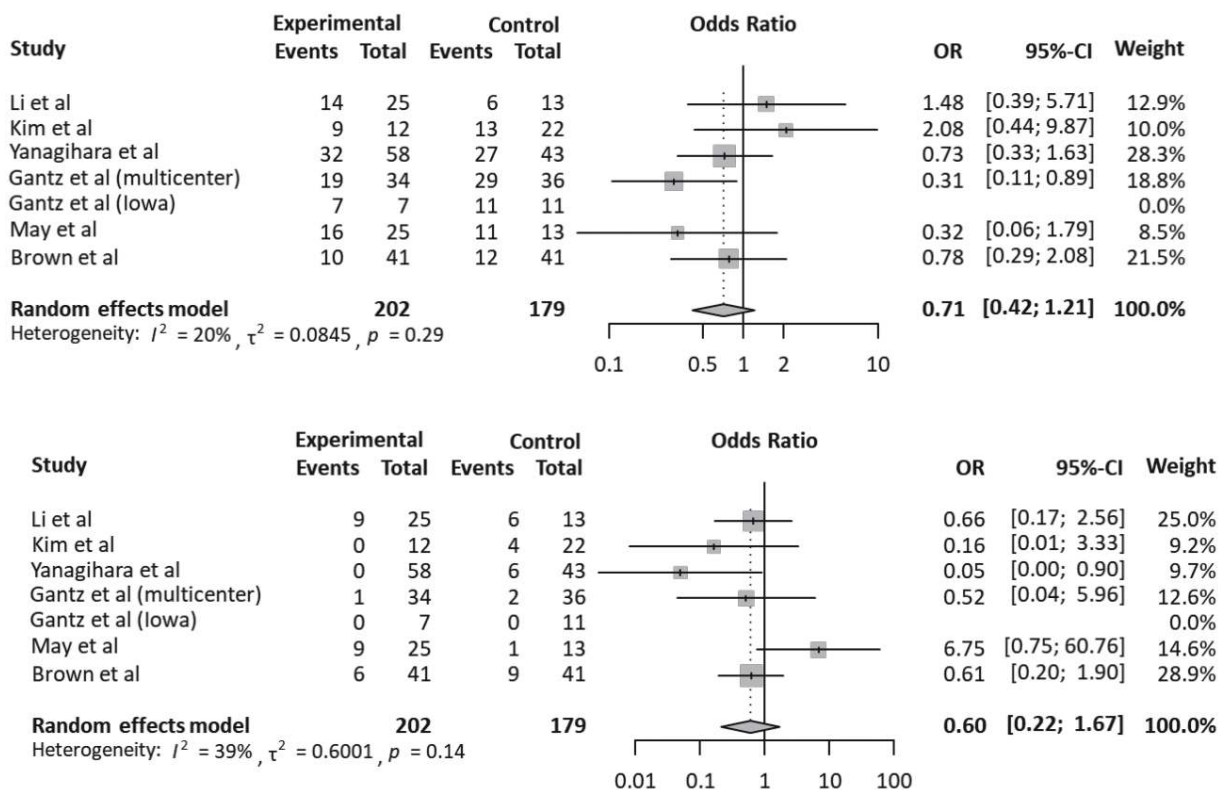 Experimental Control Odds Ratio
Study Events Total Events Total OR 95%-CI Weight
Li et al 14 25 6 13 1.48 [0.39; 5.71] 12.9%
Kim et al 9 12 13 22 2.08 [0.44; 9.87] 10.0%
Yanagihara et al 32 58 27 43 0.73 [0.33; 1.63] 28.3%
Gantz et al (multicenter) 19 34 29 36 0.31 [0.11; 0.89] 18.8%
Gantz et al (Iowa) 7 7 11 11 0.0%
May et al 16 25 11 13 0.32 [0.06; 1.79] 8.5%
Brown et al 10 41 12 41 0.78 [0.29; 2.08] 21.5%
Random effects model 202 179 0.71 [0.42; 1.21] 100.0%
Heterogeneity: I² = 20%, τ² = 0.0845, p = 0.29
0.1 0.5 1 2 10
Experimental Control Odds Ratio
Study Events Total Events Total OR 95%-CI Weight
Li et al 9 25 6 13 0.66 [0.17; 2.56] 25.0%
Kim et al 0 12 4 22 0.16 [0.01; 3.33] 9.2%
Yanagihara et al 0 58 6 43 0.05 [0.00; 0.90] 9.7%
Gantz et al (multicenter) 1 34 2 36 0.52 [0.04; 5.96] 12.6%
Gantz et al (Iowa) 0 7 0 11 0.0%
May et al 9 25 1 13 6.75 [0.75; 60.76] 14.6%
Brown et al 6 41 9 41 0.61 [0.20; 1.90] 28.9%
Random effects model 202 179 0.60 [0.22; 1.67] 100.0%
Heterogeneity: I² = 39%, τ² = 0.6001, p = 0.14
0.01 0.1 1 10 100